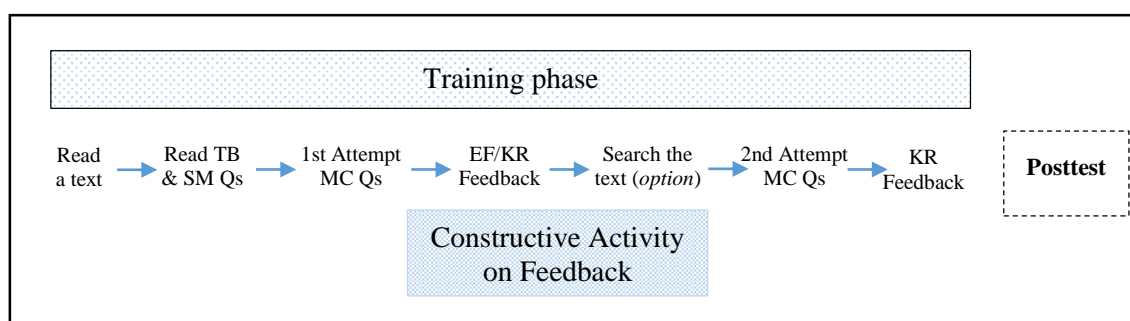 Training phase
Read
a text
Read TB
& SM Qs
1st Attempt
MC Qs
EF/KR
Feedback
Search the
text (option)
2nd Attempt
MC Qs
KR
Feedback
Posttest
Constructive Activity
on Feedback